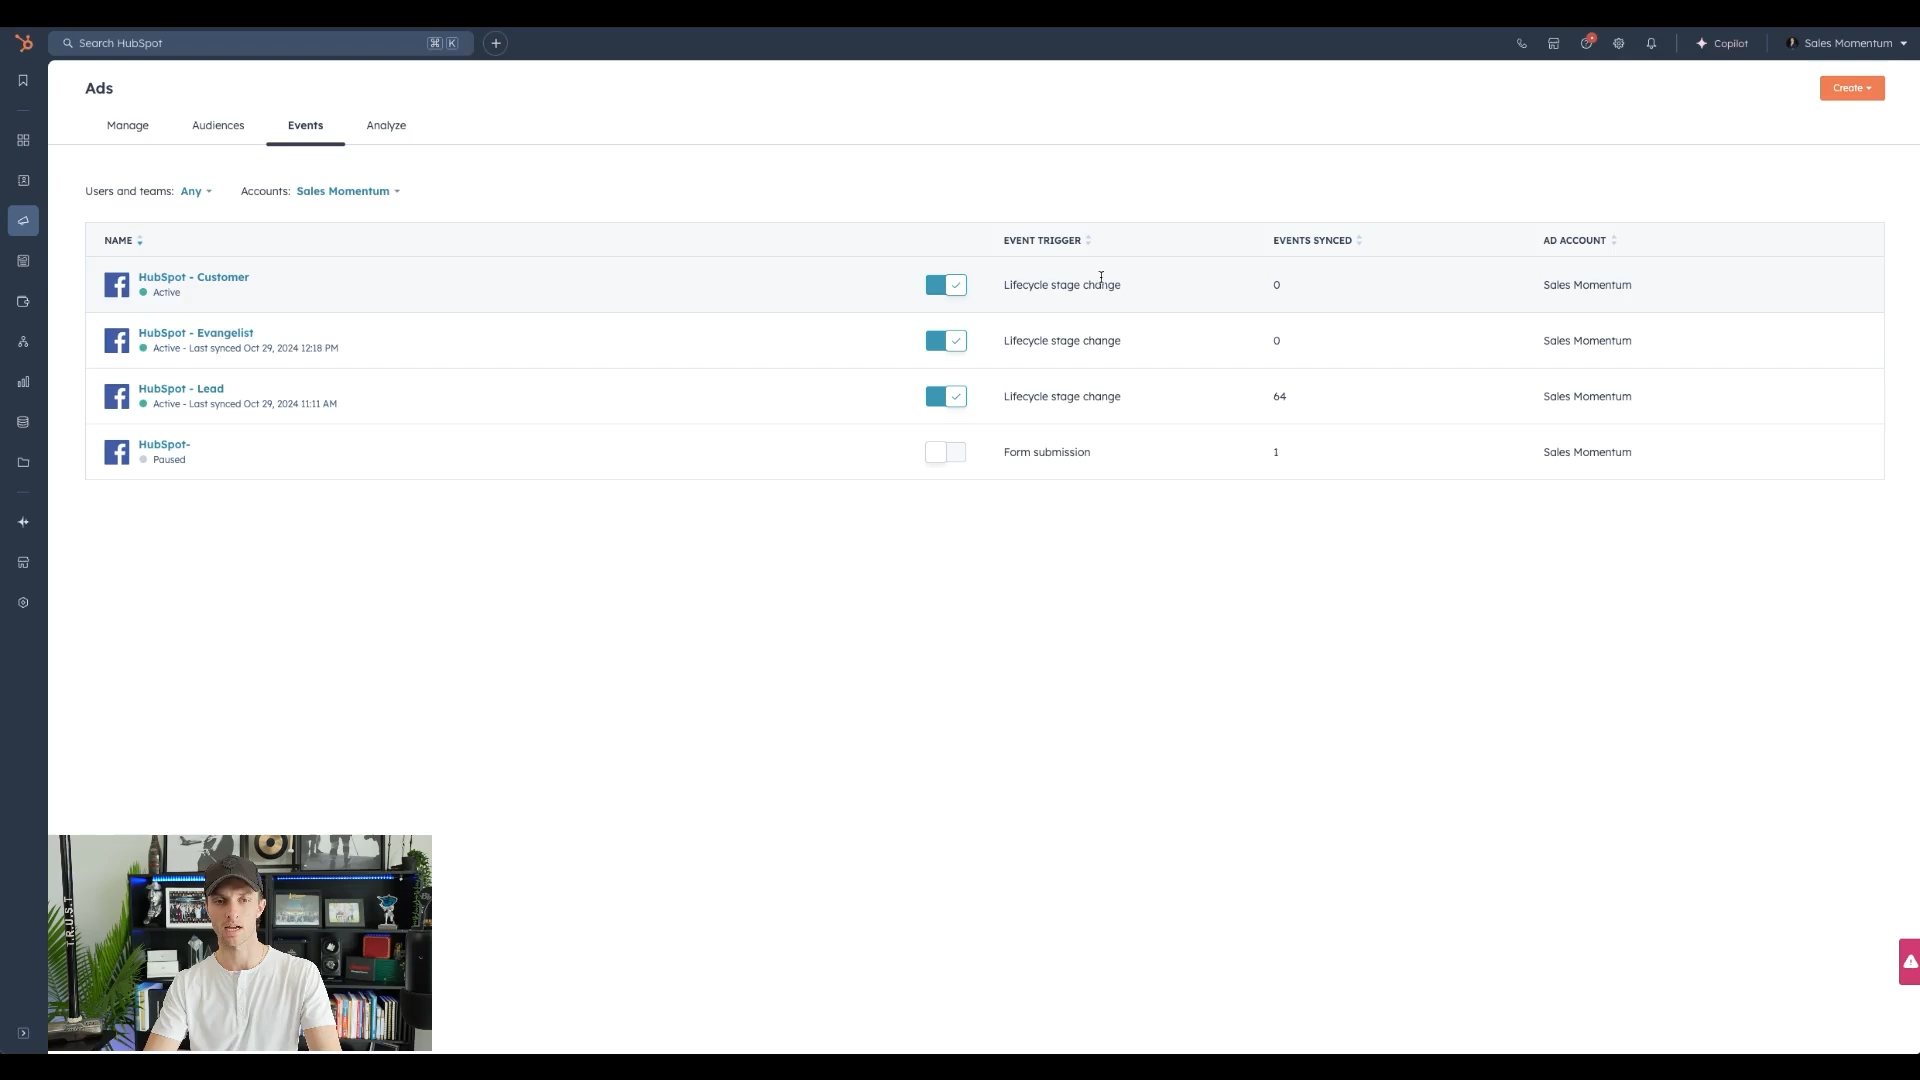 Search HubSpot
⌘ K
+
Copilot
Sales Momentum
Ads
Create
Manage
Audiences
Events
Analyze
Users and teams: Any
Accounts: Sales Momentum
NAME
EVENT TRIGGER
EVENTS SYNCED
AD ACCOUNT
HubSpot - Customer
Active
Lifecycle stage change
0
Sales Momentum
HubSpot - Evangelist
Active - Last synced Oct 29, 2024 12:18 PM
Lifecycle stage change
0
Sales Momentum
HubSpot - Lead
Active - Last synced Oct 29, 2024 11:11 AM
Lifecycle stage change
64
Sales Momentum
HubSpot-
Paused
Form submission
1
Sales Momentum
T.R.U.S.T